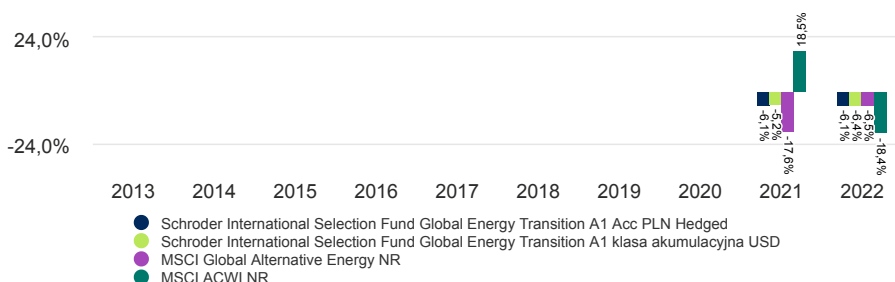 24,0%
18,5%
-6,1%
-5,2%
-17,6%
-6,1%
-6,4%
-6,5%
-18,4%
-24,0%
2013 2014 2015 2016 2017 2018 2019 2020 2021 2022
Schroder International Selection Fund Global Energy Transition A1 Acc PLN Hedged
Schroder International Selection Fund Global Energy Transition A1 klasa akumulacyjna USD
MSCI Global Alternative Energy NR
MSCI ACWI NR